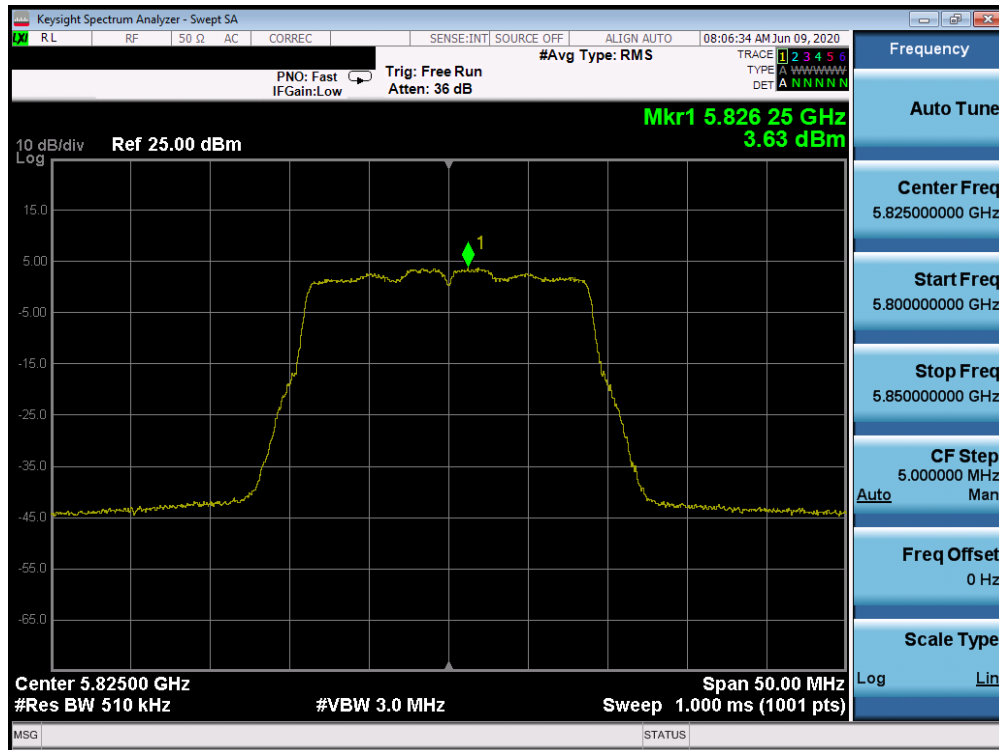 Keysight Spectrum Analyzer - Swept SA
LXI RL RF 50 Ω AC CORREC SENSE:INT SOURCE OFF ALIGN AUTO 08:06:34 AM Jun 09, 2020
PNO: Fast Trig: Free Run #Avg Type: RMS TRACE 1 2 3 4 5 6
IFGain:Low Atten: 36 dB TYPE A WWWWW
DET A N N N N N
Mkr1 5.826 25 GHz
3.63 dBm
10 dB/div Ref 25.00 dBm
Log
1
15.0
5.00
-5.00
-15.0
-25.0
-35.0
-45.0
-55.0
-65.0
Center 5.82500 GHz Span 50.00 MHz
#Res BW 510 kHz #VBW 3.0 MHz Sweep 1.000 ms (1001 pts)
MSG STATUS
Frequency
Auto Tune
Center Freq
5.825000000 GHz
Start Freq
5.800000000 GHz
Stop Freq
5.850000000 GHz
CF Step
5.000000 MHz
Auto Man
Freq Offset
0 Hz
Scale Type
Log Lin